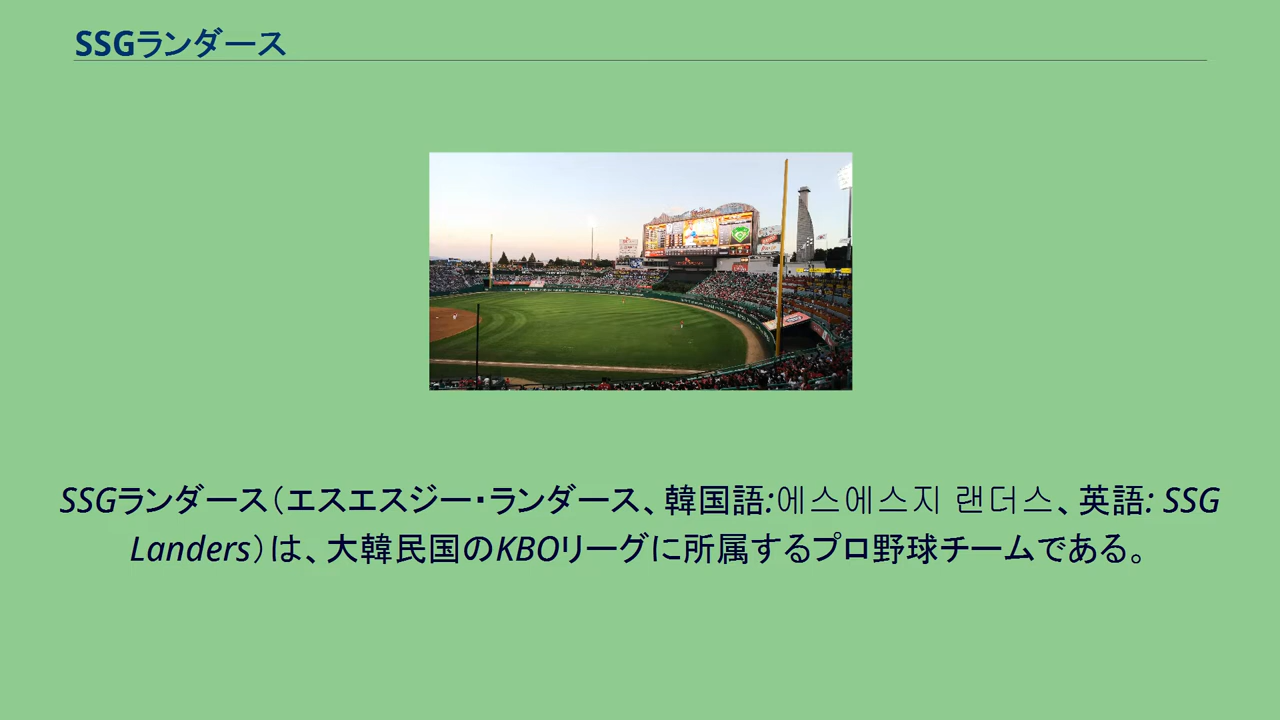 SSGランダース
SSGランダース（エスエスジー・ランダース、韓国語:에스에스지 랜더스、英語: SSG
Landers）は、大韓民国のKBOリーグに所属するプロ野球チームである。